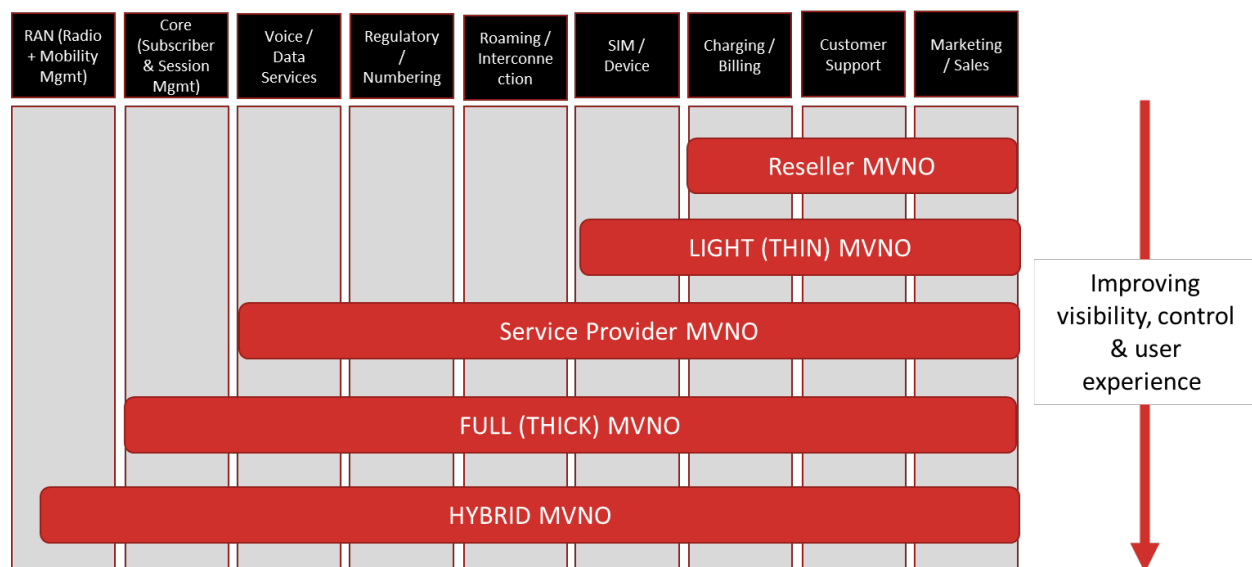 RAN (Radio
+ Mobility
Mgmt)
Core
(Subscriber
& Session
Mgmt)
Voice /
Data
Services
Regulatory
/
Numbering
Roaming /
Interconne
ction
SIM /
Device
Charging /
Billing
Customer
Support
Marketing
/ Sales
Reseller MVNO
LIGHT (THIN) MVNO
Service Provider MVNO
FULL (THICK) MVNO
HYBRID MVNO
Improving
visibility, control
& user
experience